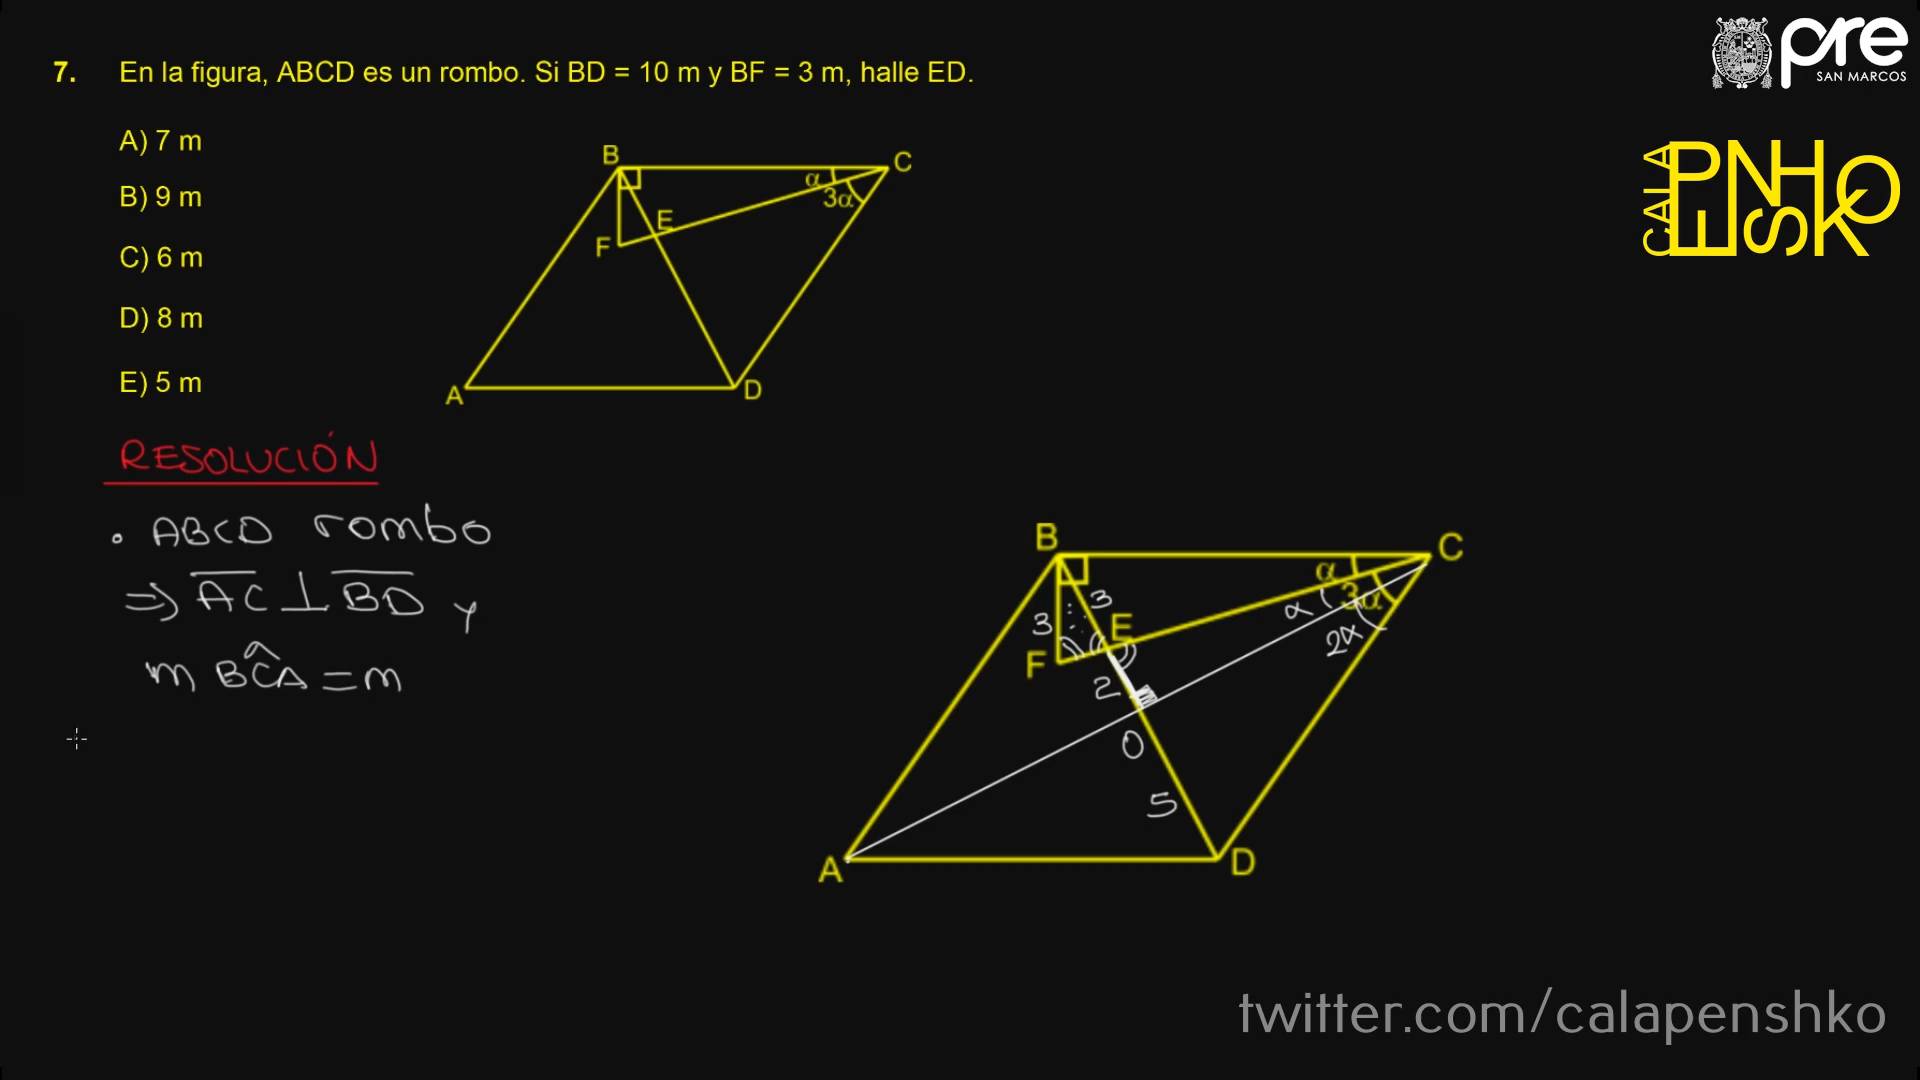 7. En la figura, ABCD es un rombo. Si BD = 10 m y BF = 3 m, halle ED.
A) 7 m
B) 9 m
C) 6 m
D) 8 m
E) 5 m
B
C
α
3α
E
F
A
D
pre
SAN MARCOS
CALA
PENSHKO
RESOLUCIÓN
• ABCD rombo
⇒ AC ⊥ BD y
m BĈA = m
B
C
α
3α
α
2α
3
3
E
F
2
O
5
A
D
twitter.com/calapenshko